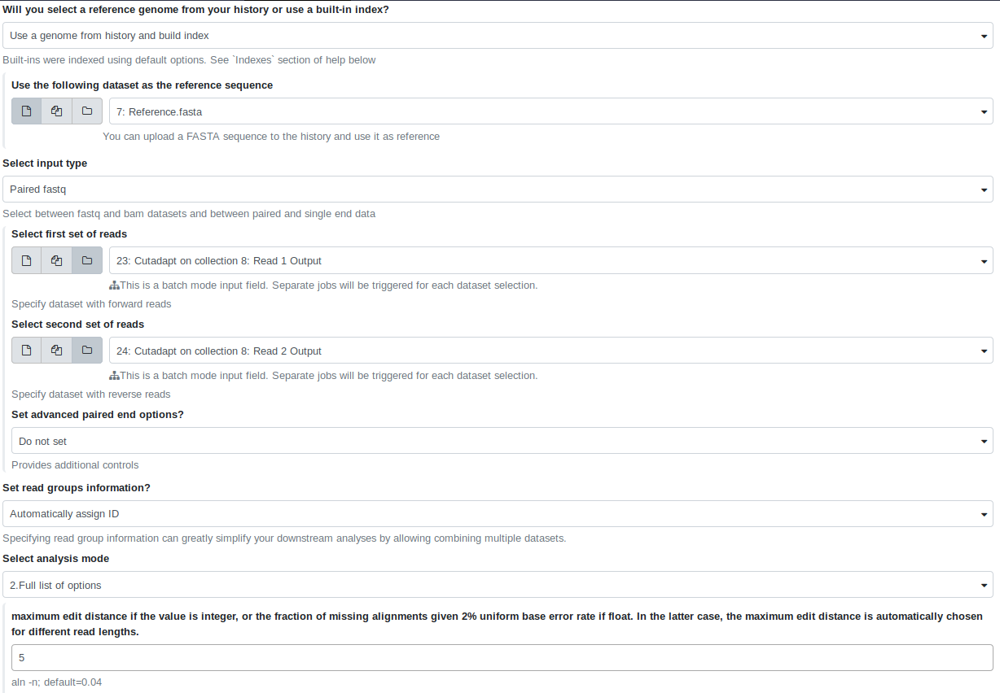 Will you select a reference genome from your history or use a built-in index?
Use a genome from history and build index
Built-ins were indexed using default options. See `Indexes` section of help below
Use the following dataset as the reference sequence
7: Reference.fasta
You can upload a FASTA sequence to the history and use it as reference
Select input type
Paired fastq
Select between fastq and bam datasets and between paired and single end data
Select first set of reads
23: Cutadapt on collection 8: Read 1 Output
This is a batch mode input field. Separate jobs will be triggered for each dataset selection.
Specify dataset with forward reads
Select second set of reads
24: Cutadapt on collection 8: Read 2 Output
This is a batch mode input field. Separate jobs will be triggered for each dataset selection.
Specify dataset with reverse reads
Set advanced paired end options?
Do not set
Provides additional controls
Set read groups information?
Automatically assign ID
Specifying read group information can greatly simplify your downstream analyses by allowing combining multiple datasets.
Select analysis mode
2.Full list of options
maximum edit distance if the value is integer, or the fraction of missing alignments given 2% uniform base error rate if float. In the latter case, the maximum edit distance is automatically chosen
for different read lengths.
5
aln -n; default=0.04